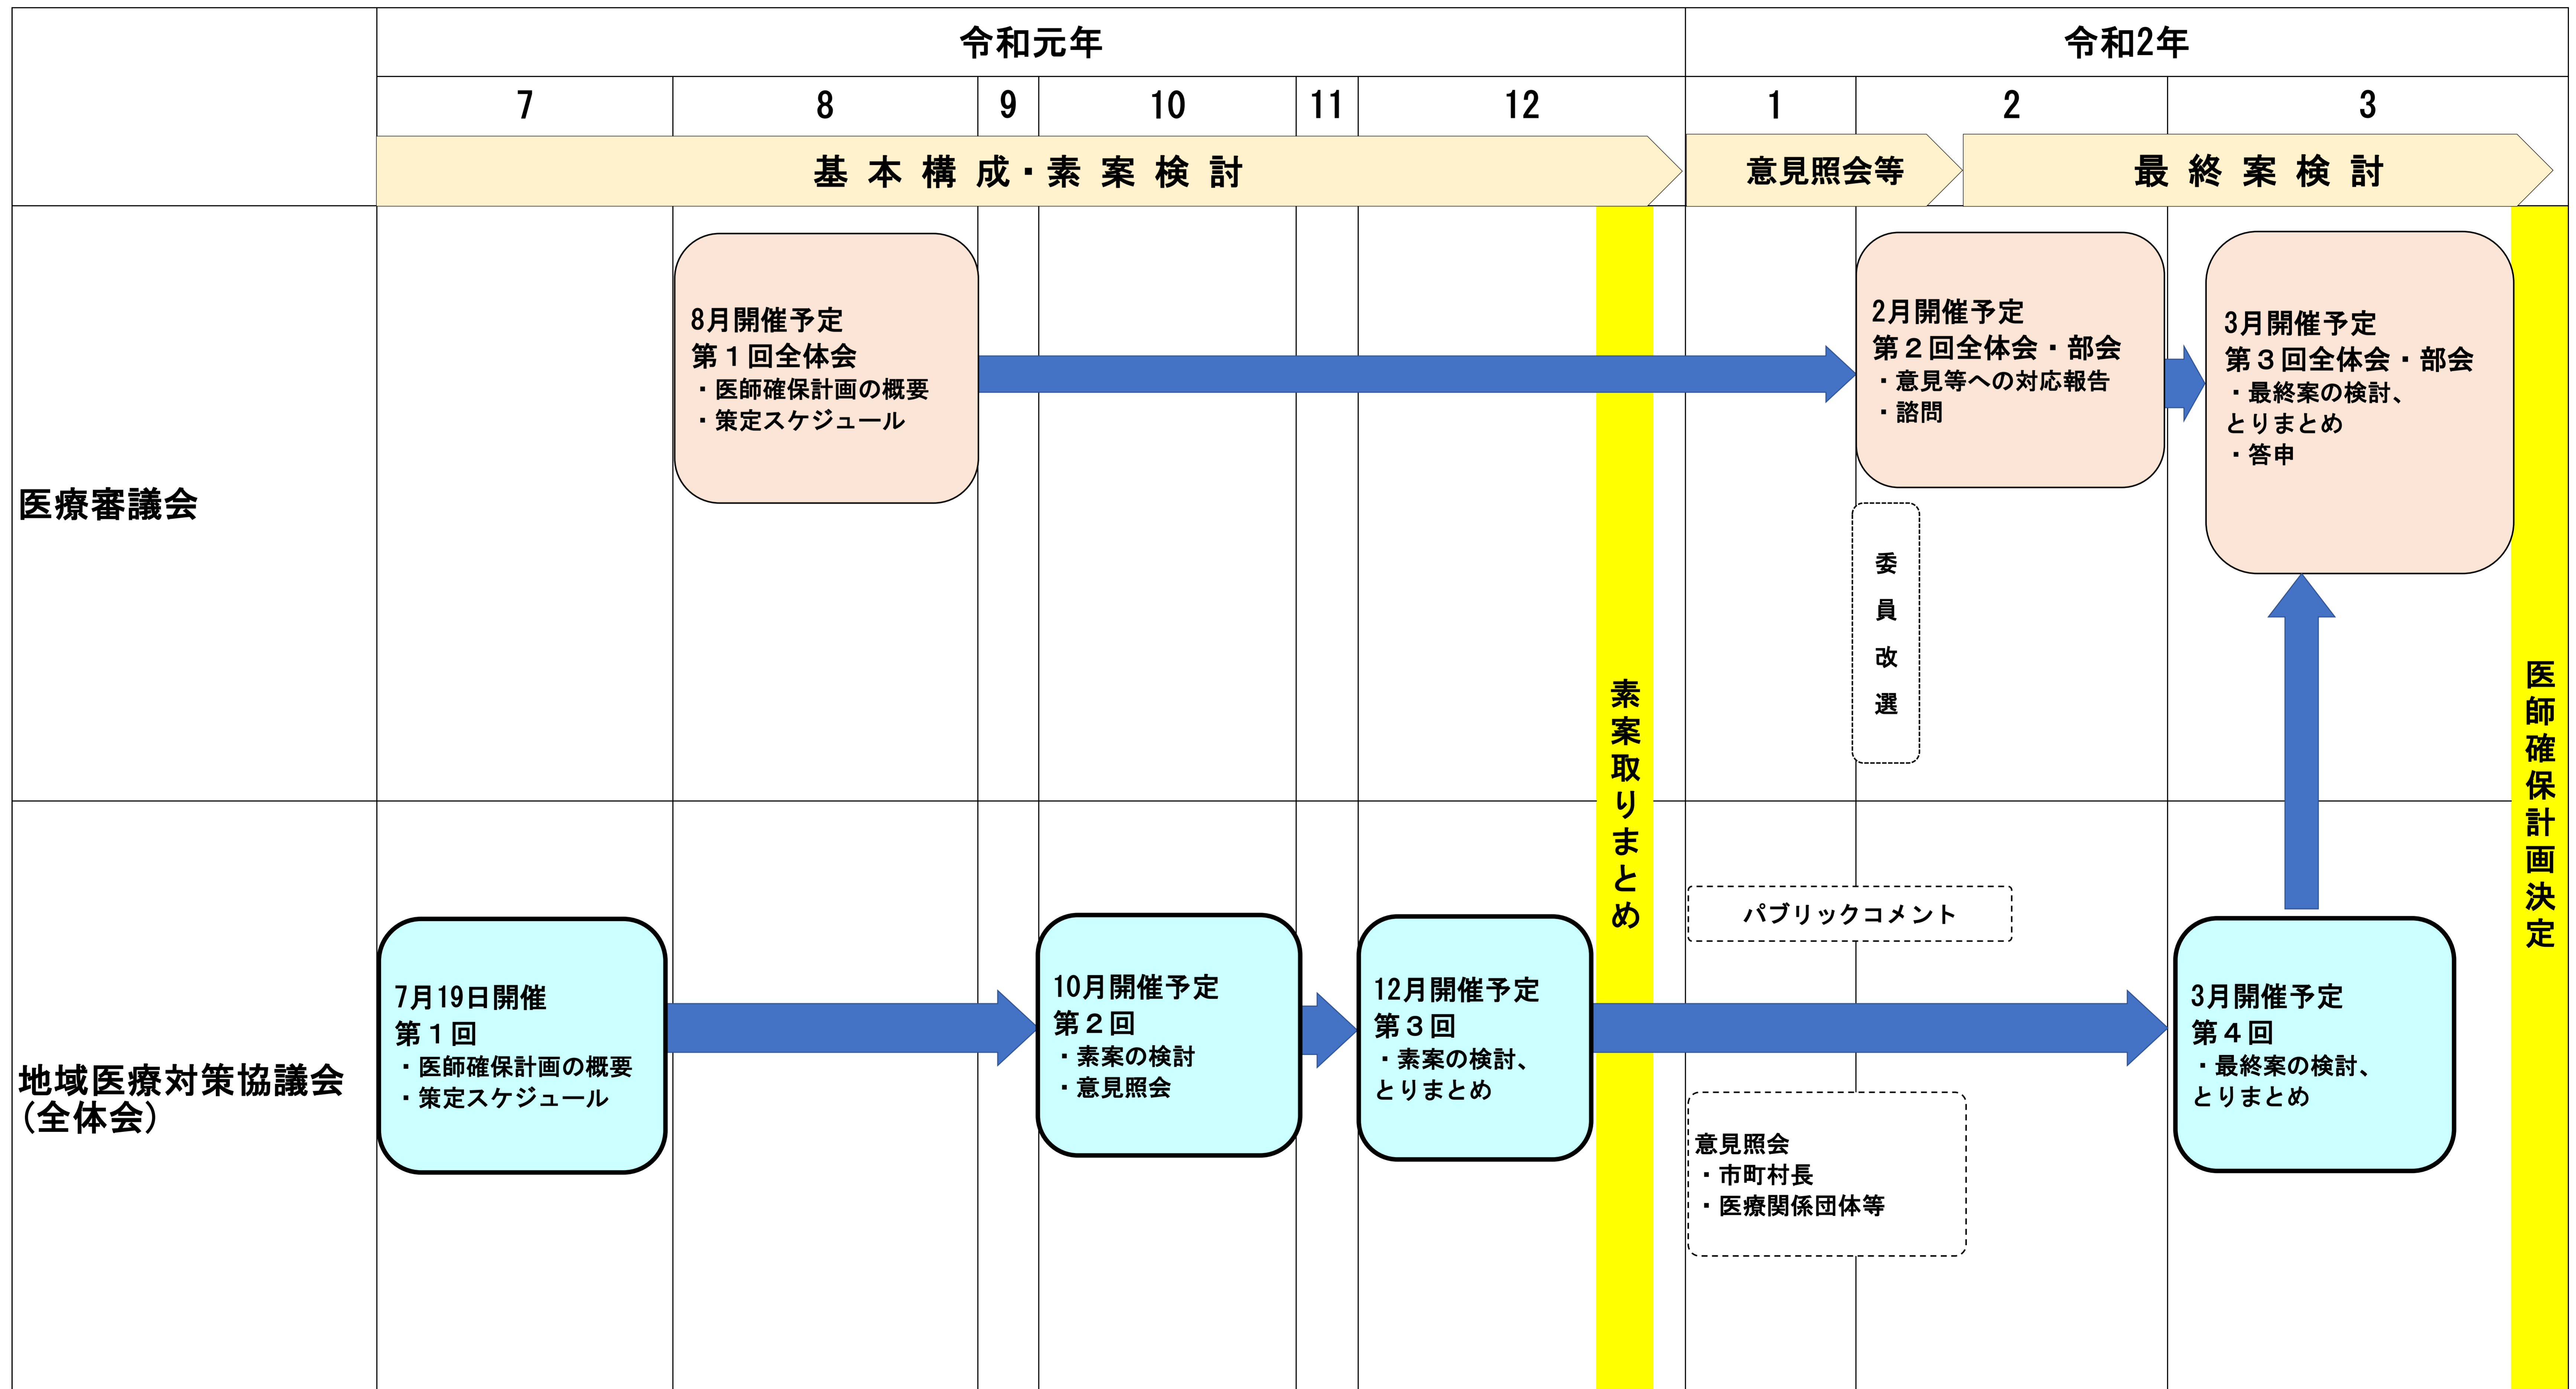 令和元年
令和2年
7
8
9
10
11
12
1
2
3
基本構成・素案検討
意見照会等
最終案検討
医療審議会
8月開催予定
第１回全体会
・医師確保計画の概要
・策定スケジュール
2月開催予定
第２回全体会・部会
・意見等への対応報告
・諮問
3月開催予定
第３回全体会・部会
・最終案の検討、
とりまとめ
・答申
委員改選
素案取りまとめ
医師確保計画決定
地域医療対策協議会
(全体会)
7月19日開催
第１回
・医師確保計画の概要
・策定スケジュール
10月開催予定
第２回
・素案の検討
・意見照会
12月開催予定
第３回
・素案の検討、
とりまとめ
パブリックコメント
意見照会
・市町村長
・医療関係団体等
3月開催予定
第４回
・最終案の検討、
とりまとめ